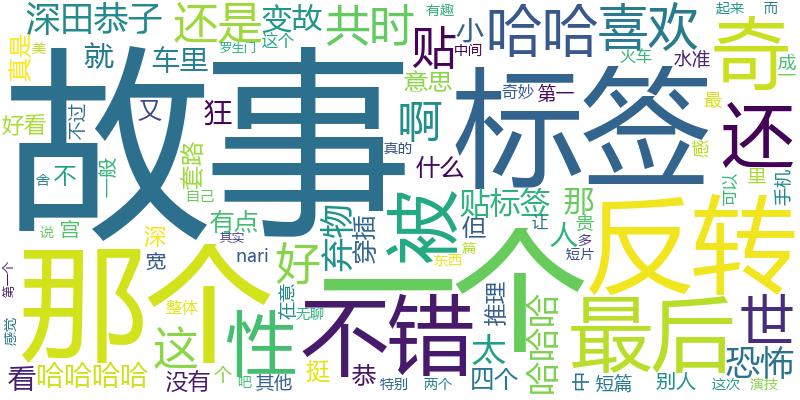 深田恭子
还是
变故
共时
有趣
贴
小
哈哈
喜欢
奇
起来
而
真是
美
就
车里
罗生门
这个
中间
意思
火车
水准
成
一
故事
标签
好看
不过
又
狂
啊
奇妙
第一
最
还
感
舍
不
一般
套路
自己
真的
什么
里
手机
可以
说
宫
深
宽
有点
其实
nari
弃物
穿插
被
贴标签
但
那
让
人
贵
多
短片
反转
第一个
那个
好
在意
东西
篇
一个
感觉
整体
这
性
无聊
不错
推理
哈哈哈
最后
世
恐怖
看
哈哈哈哈
没有
个
吧
其他
挺
恭
特别
两个
太
四个
中
短篇
别人
这次
演技